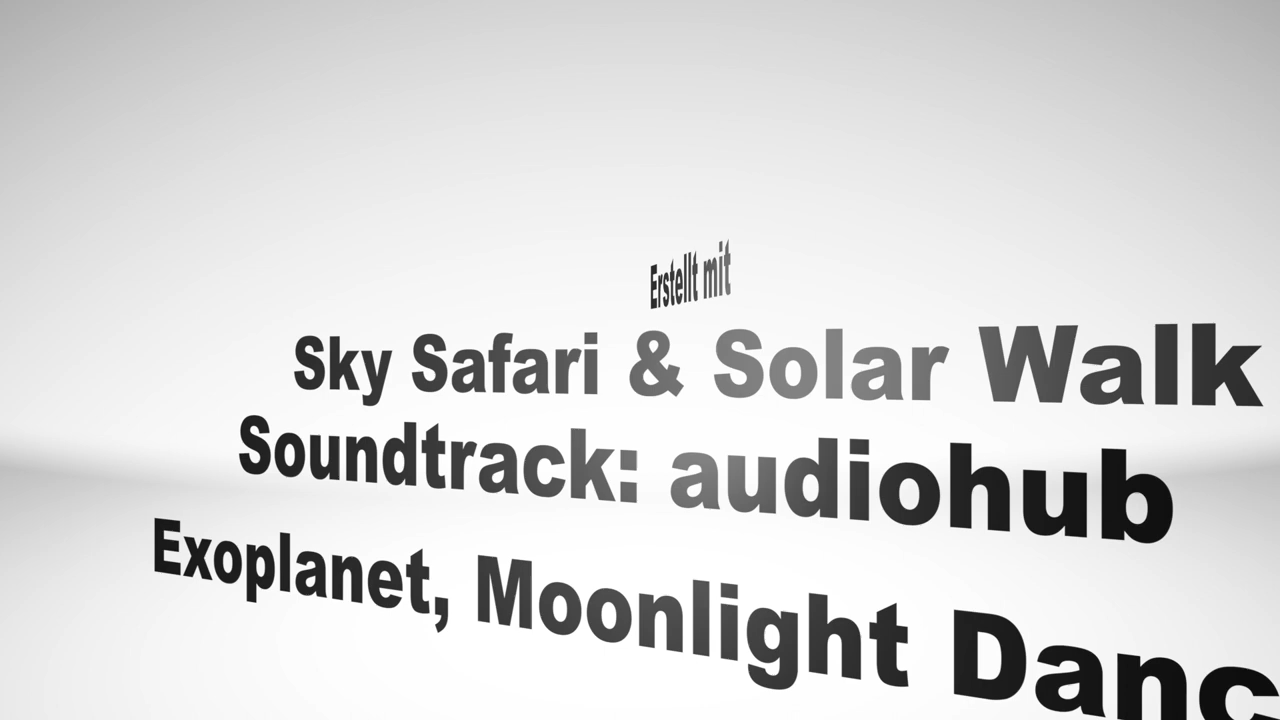 Erstellt mit
Sky Safari & Solar Walk
Soundtrack: audiohub
Exoplanet, Moonlight